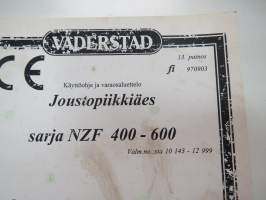 VÄDERSTAD
13. painos
CE
fi 970803
Käyttöohje ja varaosaluettelo
Joustopiikkiäes
sarja NZF 400 - 600
Valm.no.:sta 10 143 - 12 999